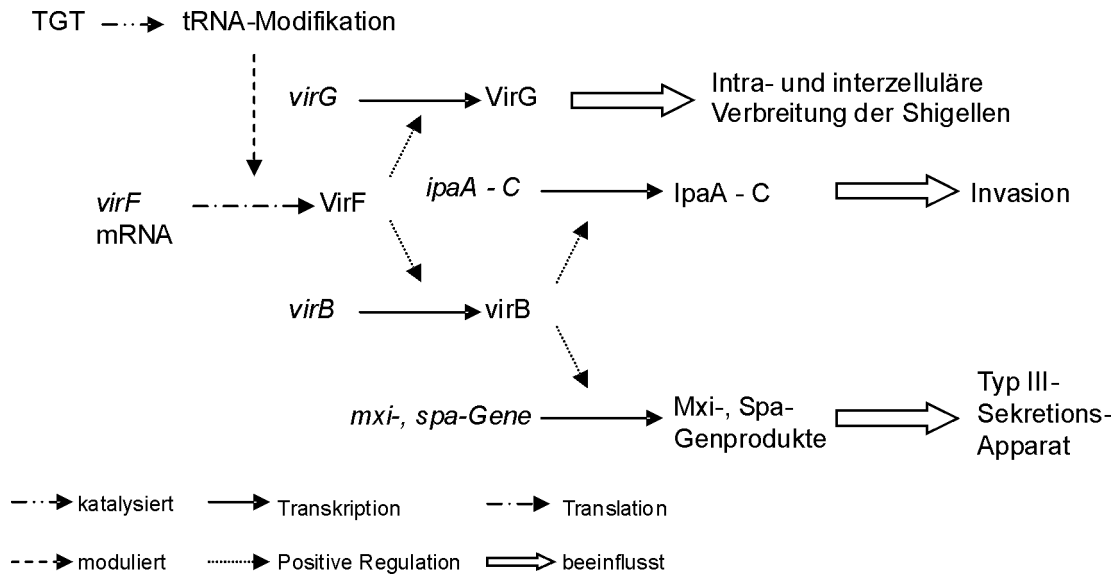 TGT
tRNA-Modifikation
virG
VirG
Intra- und interzelluläre
Verbreitung der Shigellen
virF
mRNA
VirF
ipaA - C
IpaA - C
Invasion
virB
virB
mxi-, spa-Gene
Mxi-, Spa-
Genprodukte
Typ III-
Sekretions-
Apparat
katalysiert
Transkription
Translation
moduliert
Positive Regulation
beeinflusst